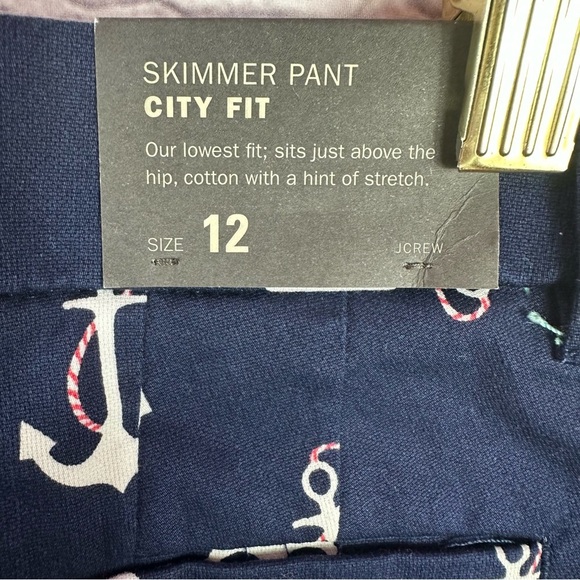 SKIMMER PANT
CITY FIT
Our lowest fit; sits just above the
hip, cotton with a hint of stretch.
SIZE 12
JCREW